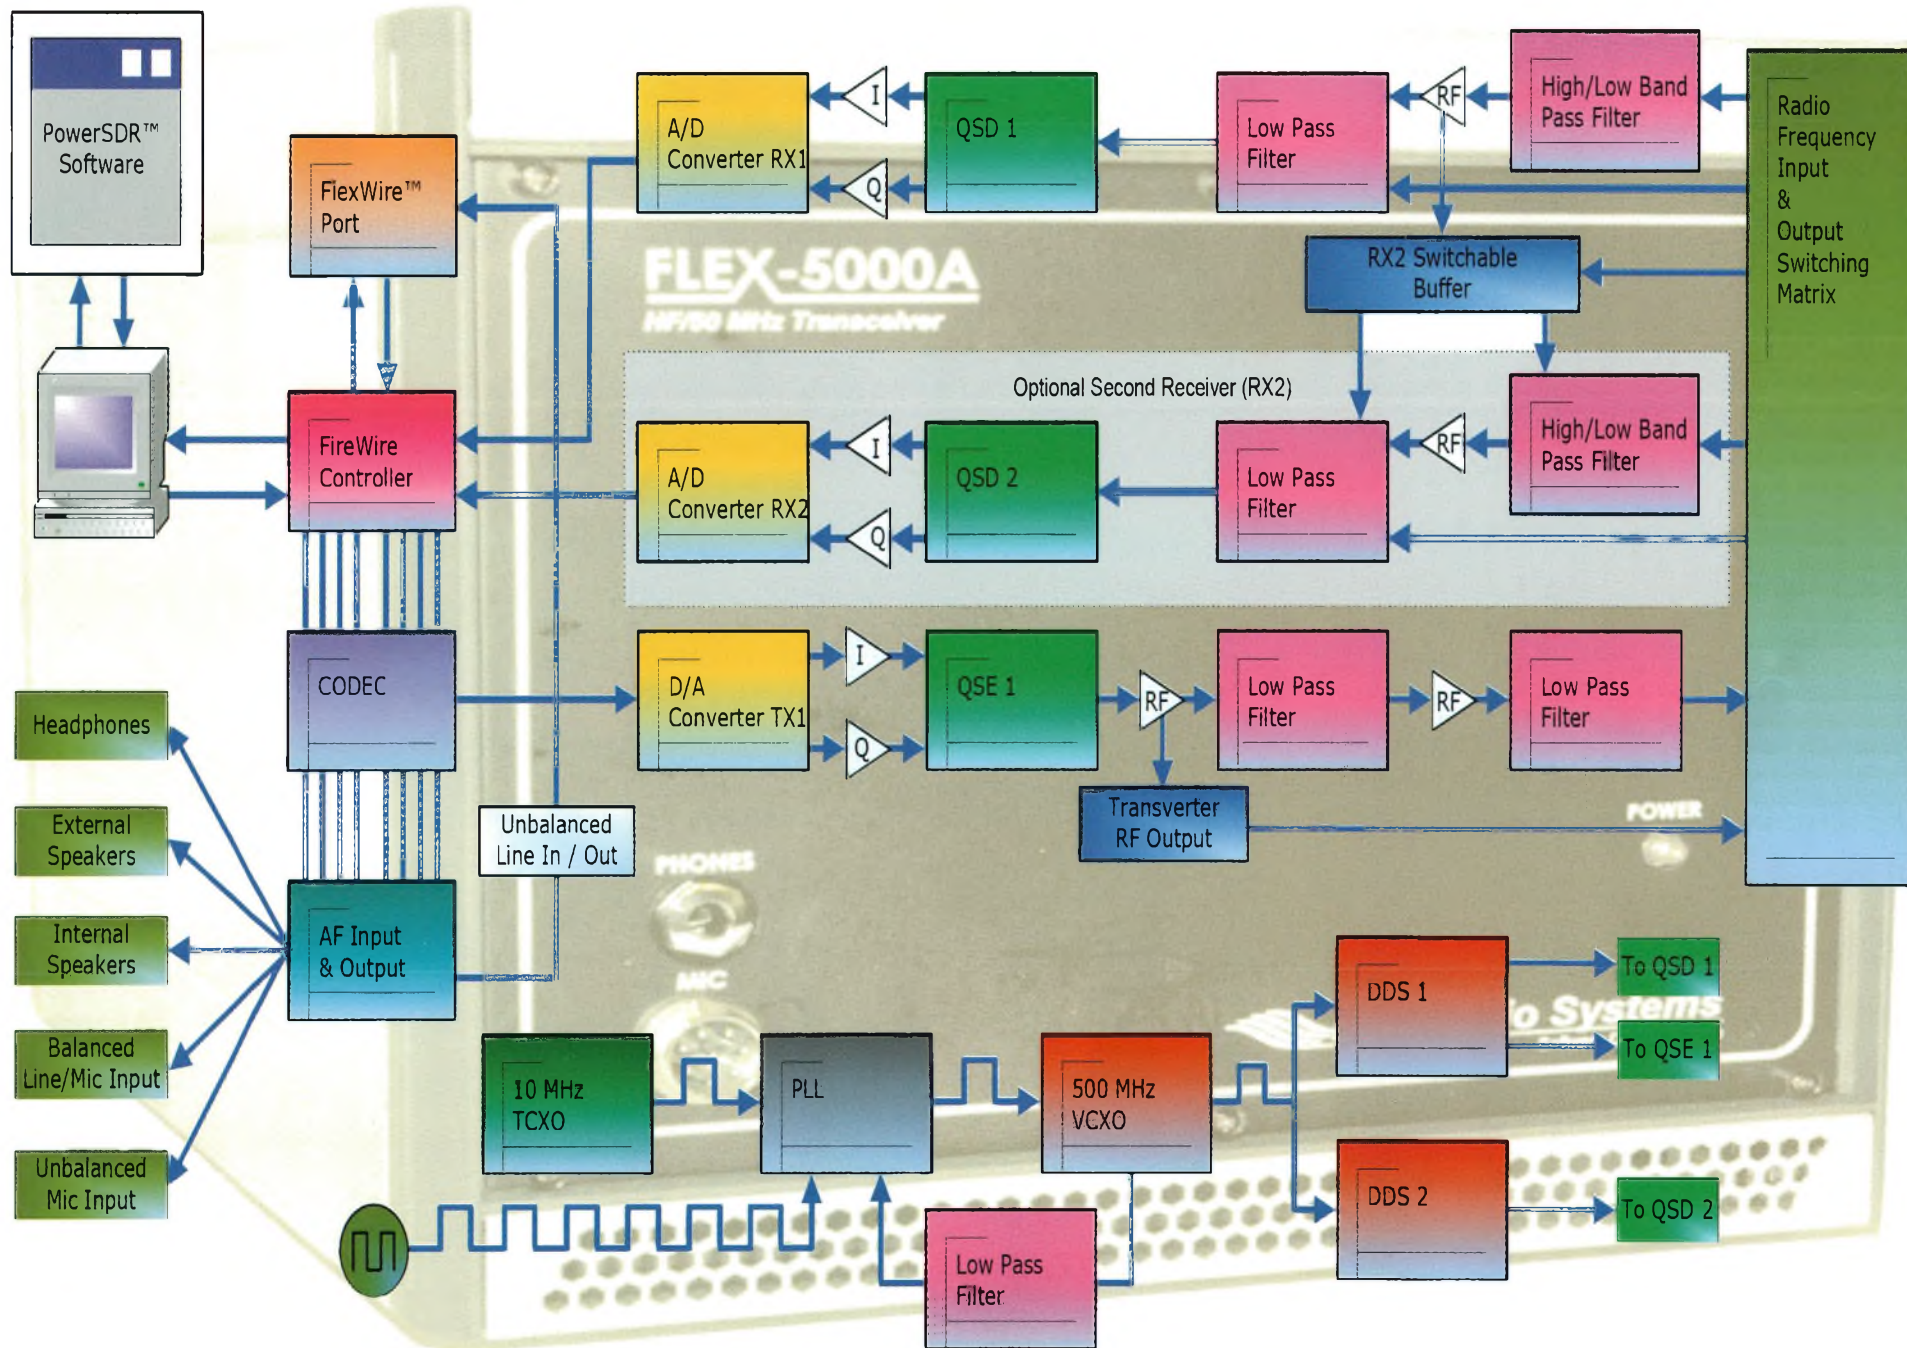 PowerSDR™
Software
FlexWire™
Port
FireWire
Controller
CODEC
AF Input
& Output
Headphones
External
Speakers
Internal
Speakers
Balanced
Line/Mic Input
Unbalanced
Mic Input
Unbalanced
Line In / Out
A/D
Converter RX1
I
Q
QSD 1
Low Pass
Filter
RF
High/Low Band
Pass Filter
Radio
Frequency
Input
&
Output
Switching
Matrix
FLEX-5000A
HF/50 MHz Transceiver
RX2 Switchable
Buffer
Optional Second Receiver (RX2)
A/D
Converter RX2
I
Q
QSD 2
Low Pass
Filter
RF
High/Low Band
Pass Filter
D/A
Converter TX1
I
Q
QSE 1
RF
Low Pass
Filter
RF
Low Pass
Filter
Transverter
RF Output
POWER
PHONES
MIC
10 MHz
TCXO
PLL
500 MHz
VCXO
Low Pass
Filter
DDS 1
To QSD 1
To QSE 1
Systems
DDS 2
To QSD 2